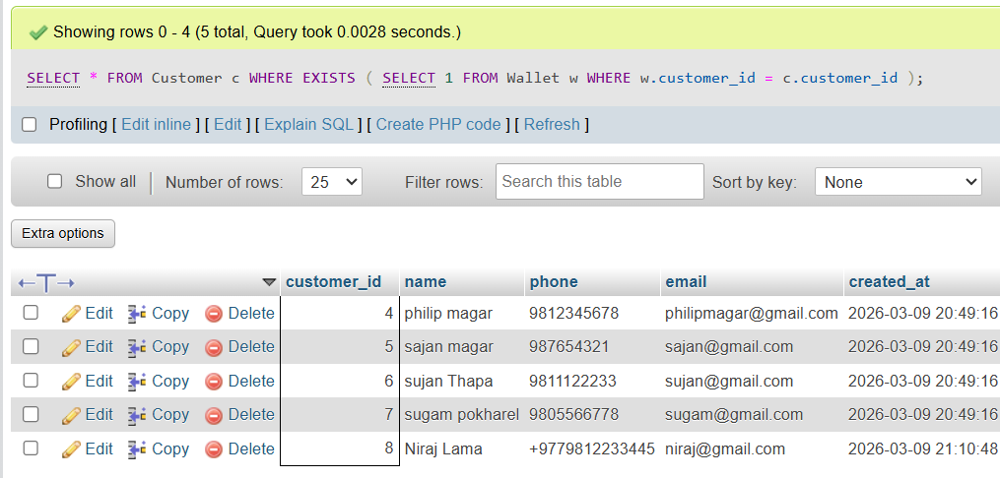 Showing rows 0 - 4 (5 total, Query took 0.0028 seconds.)
SELECT * FROM Customer c WHERE EXISTS ( SELECT 1 FROM Wallet w WHERE w.customer_id = c.customer_id );
Profiling [ Edit inline ] [ Edit ] [ Explain SQL ] [ Create PHP code ] [ Refresh ]
Show all Number of rows: 25 Filter rows: Search this table Sort by key: None
Extra options
←T→ customer_id name phone email created_at
Edit Copy Delete 4 philip magar 9812345678 philipmagar@gmail.com 2026-03-09 20:49:16
Edit Copy Delete 5 sajan magar 987654321 sajan@gmail.com 2026-03-09 20:49:16
Edit Copy Delete 6 sujan Thapa 9811122233 sujan@gmail.com 2026-03-09 20:49:16
Edit Copy Delete 7 sugam pokharel 9805566778 sugam@gmail.com 2026-03-09 20:49:16
Edit Copy Delete 8 Niraj Lama +9779812233445 niraj@gmail.com 2026-03-09 21:10:48